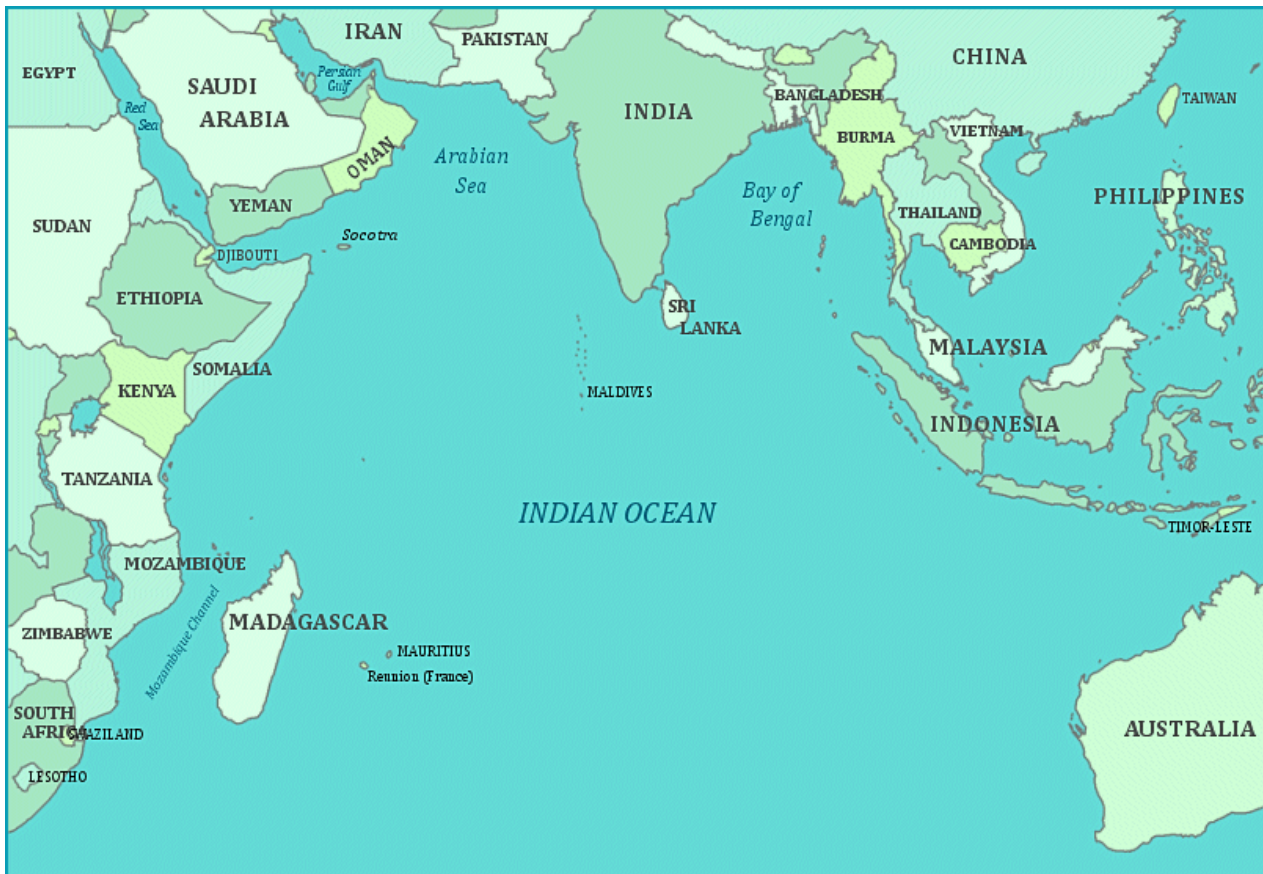 IRAN
PAKISTAN
CHINA
EGYPT
SAUDI
ARABIA
Persian
Gulf
Red
Sea
INDIA
BANGLADESH
TAIWAN
BURMA
VIETNAM
OMAN
Arabian
Sea
Bay of
Bengal
PHILIPPINES
YEMAN
THAILAND
SUDAN
Socotra
CAMBODIA
DJIBOUTI
ETHIOPIA
SRI
LANKA
MALAYSIA
SOMALIA
KENYA
MALDIVES
INDONESIA
TANZANIA
INDIAN OCEAN
TIMOR-LESTE
MOZAMBIQUE
Mozambique Channel
MADAGASCAR
ZIMBABWE
MAURITIUS
Reunion (France)
SOUTH
AFRICA
SWAZILAND
AUSTRALIA
LESOTHO